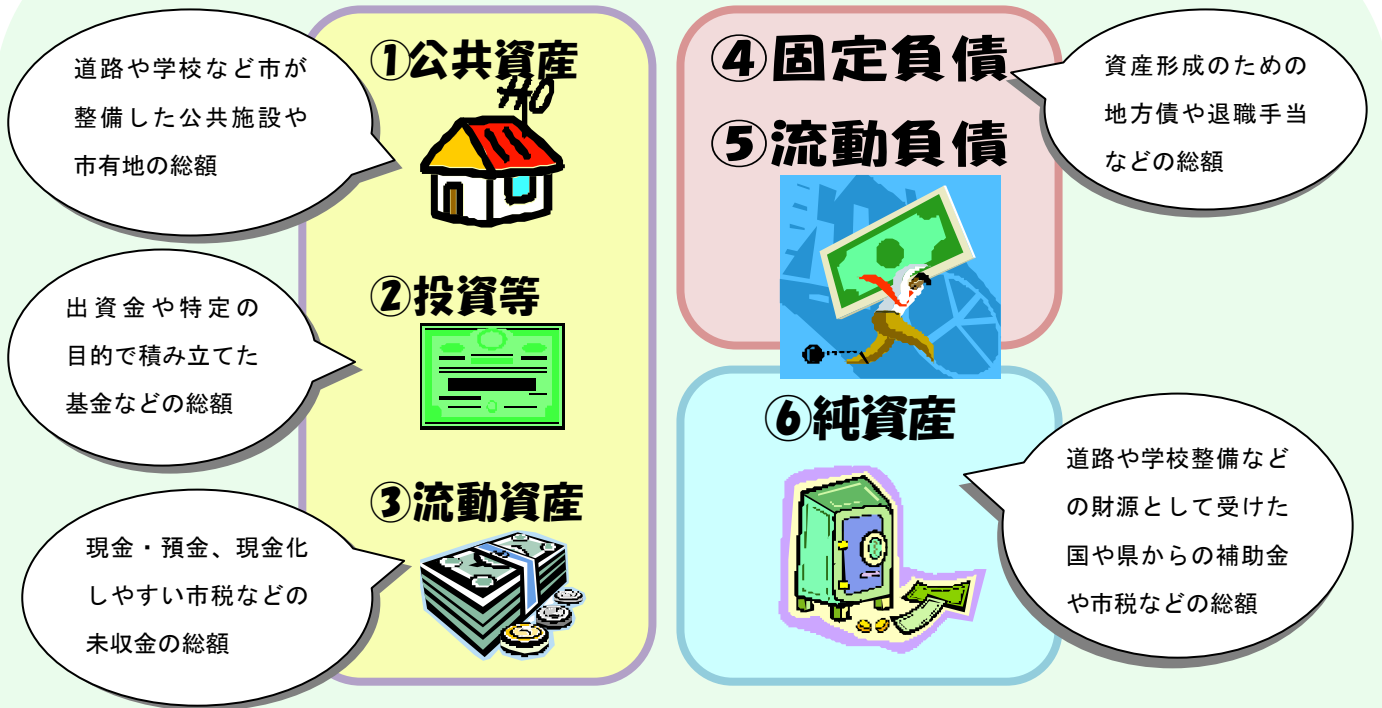 ①公共資産
道路や学校など市が
整備した公共施設や
市有地の総額
②投資等
出資金や特定の
目的で積み立てた
基金などの総額
③流動資産
現金・預金、現金化
しやすい市税などの
未収金の総額
④固定負債
⑤流動負債
資産形成のための
地方債や退職手当
などの総額
⑥純資産
道路や学校整備など
の財源として受けた
国や県からの補助金
や市税などの総額